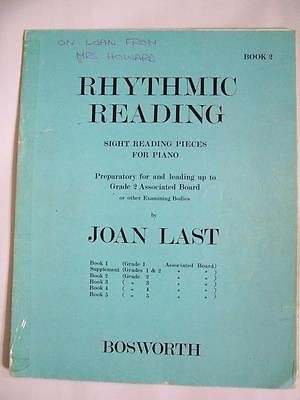 ON LOAN FROM
MRS HOWARD
BOOK 2
RHYTHMIC
READING
SIGHT READING PIECES
FOR PIANO
Preparatory for and leading up to
Grade 2 Associated Board
or other Examining Bodies
by
JOAN LAST
Book 1 (Grade 1 Associated Board)
Supplement (Grades 1 & 2 " " )
Book 2 (Grade 2 " " )
Book 3 ( " 3 " " )
Book 4 ( " 4 " " )
Book 5 ( " 5 " " )
BOSWORTH